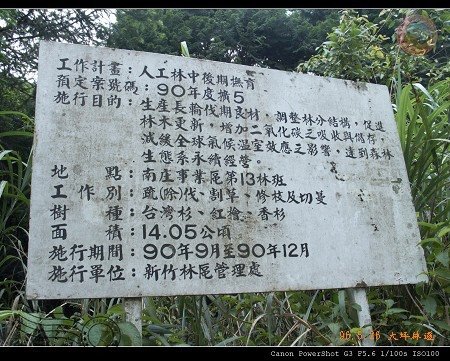 工作計畫：人工林中後期撫育
預定案號碼：90年度擴5
施行目的：生產長輪伐期良材，調整林分結構，促進
林木更新，增加二氧化碳之吸收與儲存，
減緩全球氣候溫室效應之影響，達到森林
生態系永續經營。
地點：南庄事業區第13林班
工作別：疏(除)伐、割草、修枝及切蔓
樹種：台灣杉、紅檜、香杉
面積：14.05公頃
施行期間：90年9月至90年12月
施行單位：新竹林區管理處
Canon PowerShot G3 F5.6 1/100s ISO100